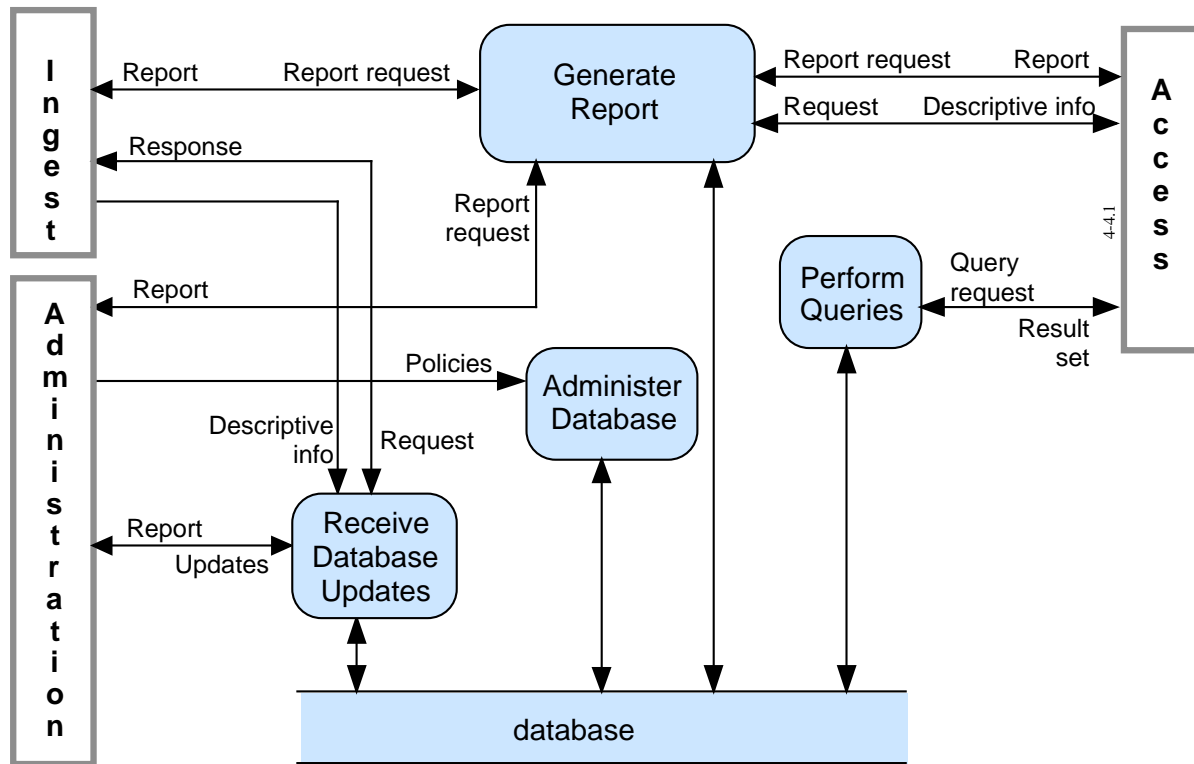 Ingest
Report
Report request
Generate
Report
Report request
Report
Request
Descriptive info
Access
Response
Report
request
4-4.1
Administration
Report
Perform
Queries
Query
request
Result
set
Policies
Administer
Database
Descriptive
info
Request
Report
Updates
Receive
Database
Updates
database